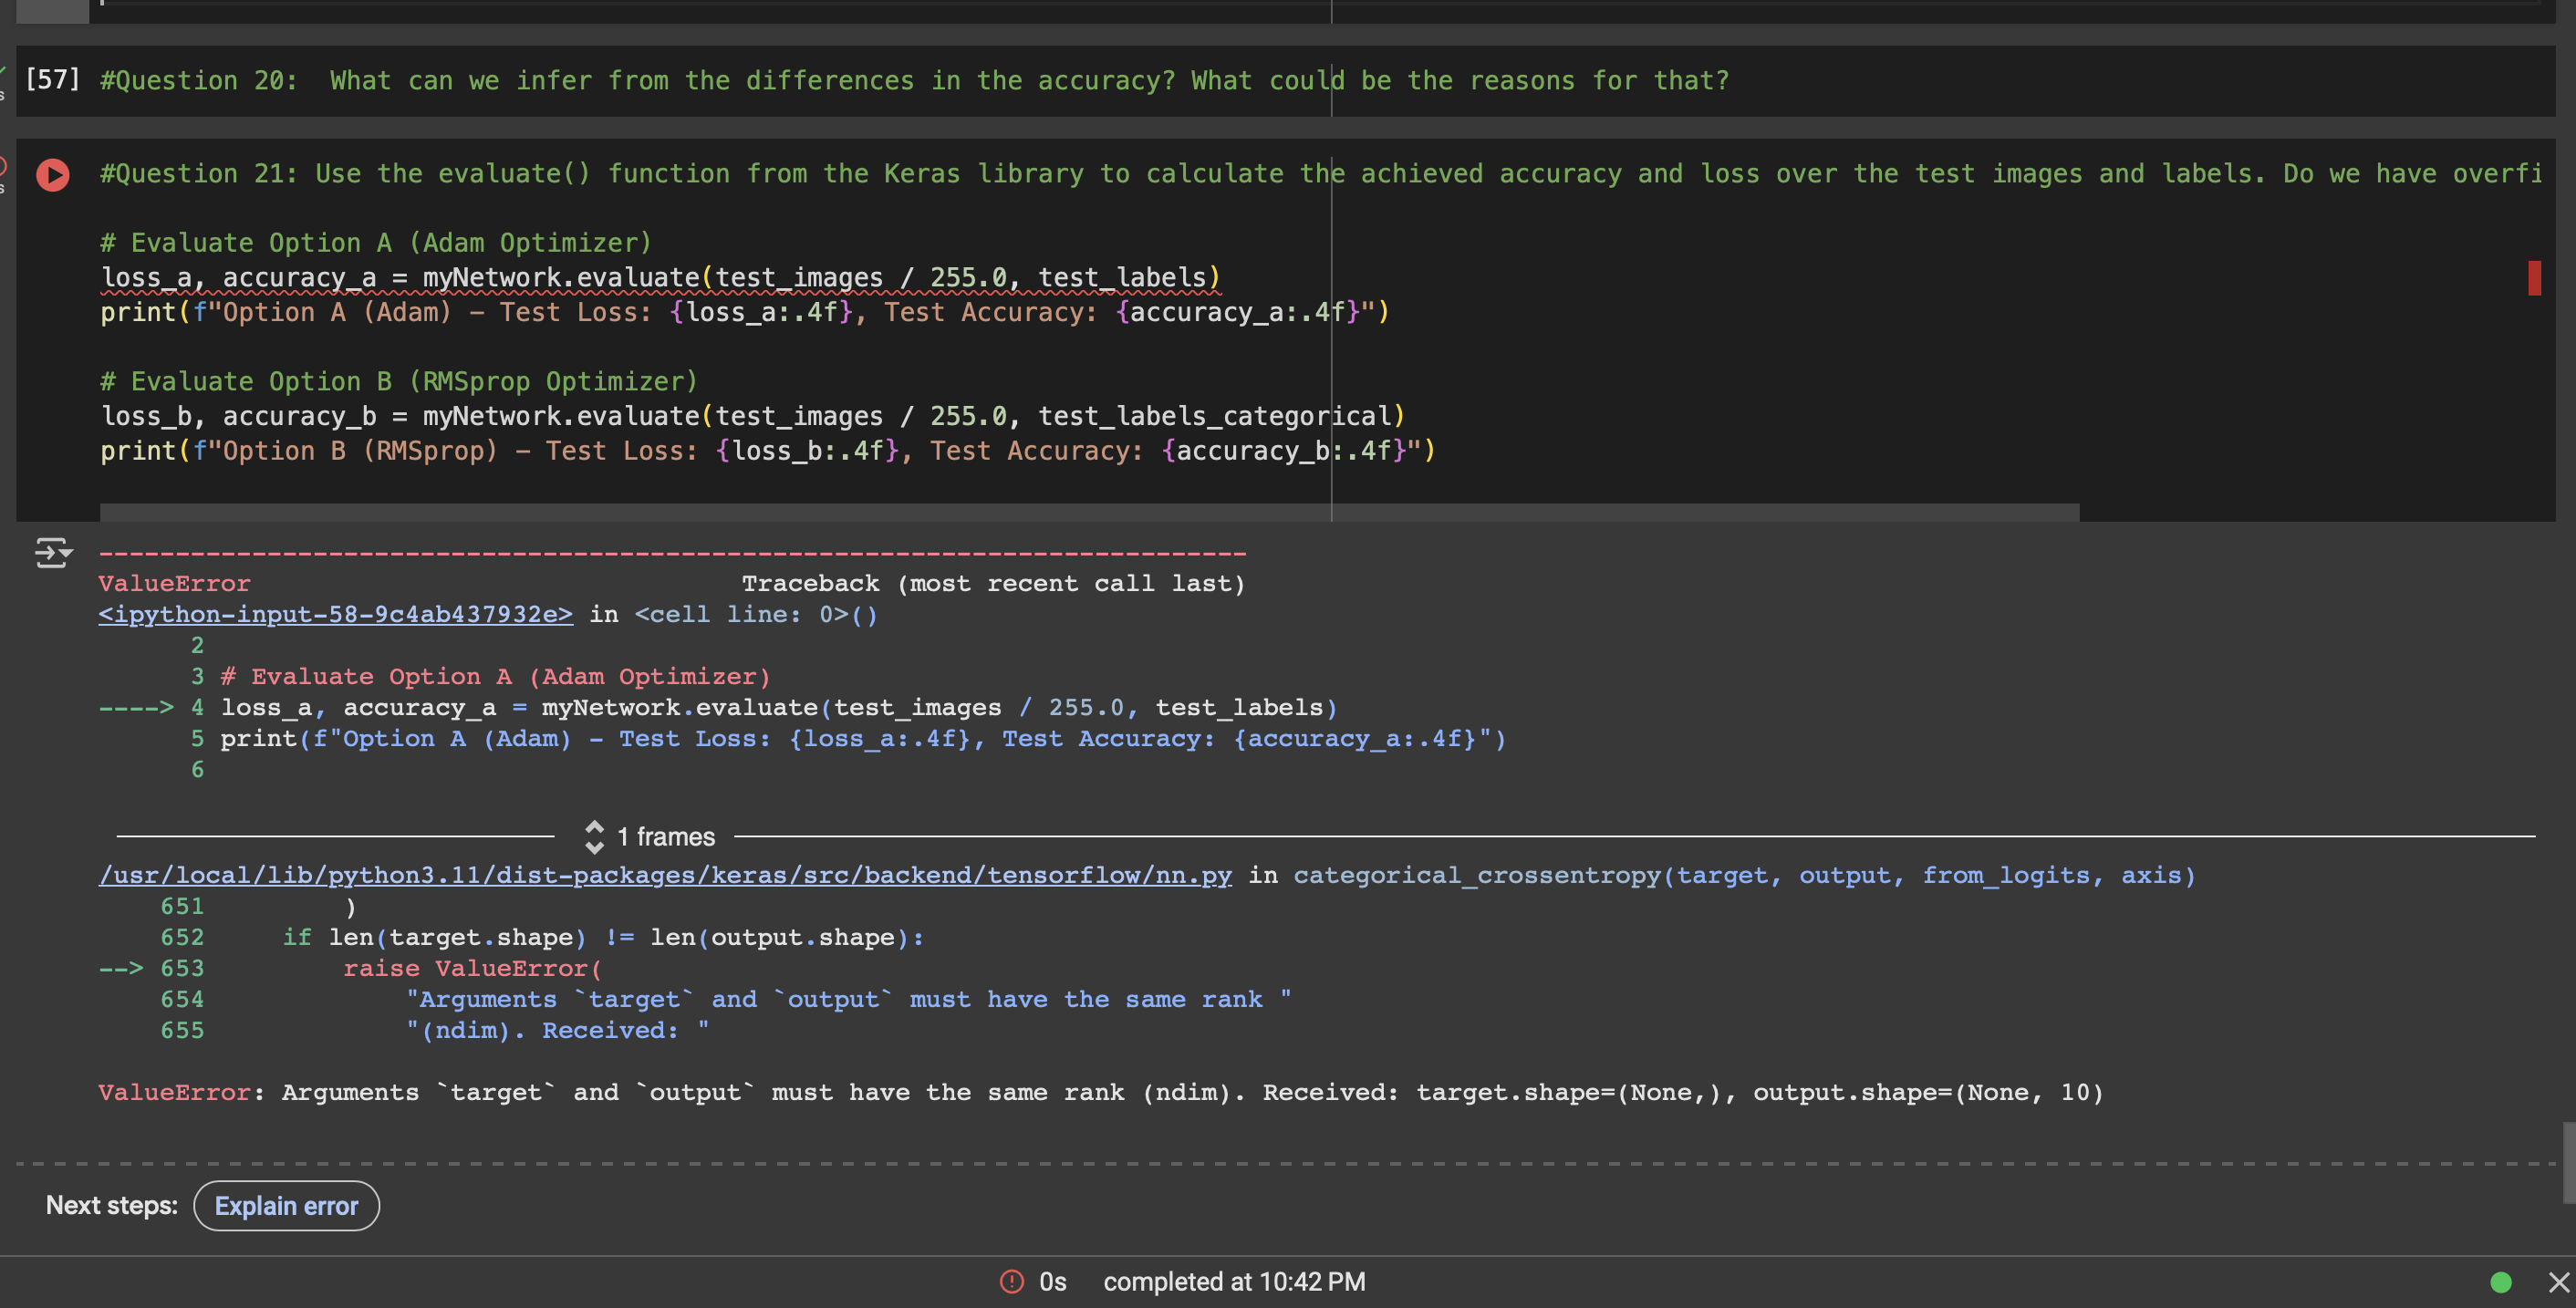 [57] #Question 20:  What can we infer from the differences in the accuracy? What could be the reasons for that?
s
#Question 21: Use the evaluate() function from the Keras library to calculate the achieved accuracy and loss over the test images and labels. Do we have overfi
s
# Evaluate Option A (Adam Optimizer)
loss_a, accuracy_a = myNetwork.evaluate(test_images / 255.0, test_labels)
print(f"Option A (Adam) - Test Loss: {loss_a:.4f}, Test Accuracy: {accuracy_a:.4f}")
# Evaluate Option B (RMSprop Optimizer)
loss_b, accuracy_b = myNetwork.evaluate(test_images / 255.0, test_labels_categorical)
print(f"Option B (RMSprop) - Test Loss: {loss_b:.4f}, Test Accuracy: {accuracy_b:.4f}")
---------------------------------------------------------------------------
ValueError                                Traceback (most recent call last)
<ipython-input-58-9c4ab437932e> in <cell line: 0>()
      2
      3 # Evaluate Option A (Adam Optimizer)
----> 4 loss_a, accuracy_a = myNetwork.evaluate(test_images / 255.0, test_labels)
      5 print(f"Option A (Adam) - Test Loss: {loss_a:.4f}, Test Accuracy: {accuracy_a:.4f}")
      6
1 frames
/usr/local/lib/python3.11/dist-packages/keras/src/backend/tensorflow/nn.py in categorical_crossentropy(target, output, from_logits, axis)
    651         )
    652     if len(target.shape) != len(output.shape):
--> 653         raise ValueError(
    654             "Arguments `target` and `output` must have the same rank "
    655             "(ndim). Received: "
ValueError: Arguments `target` and `output` must have the same rank (ndim). Received: target.shape=(None,), output.shape=(None, 10)
Next steps: Explain error
0s completed at 10:42 PM